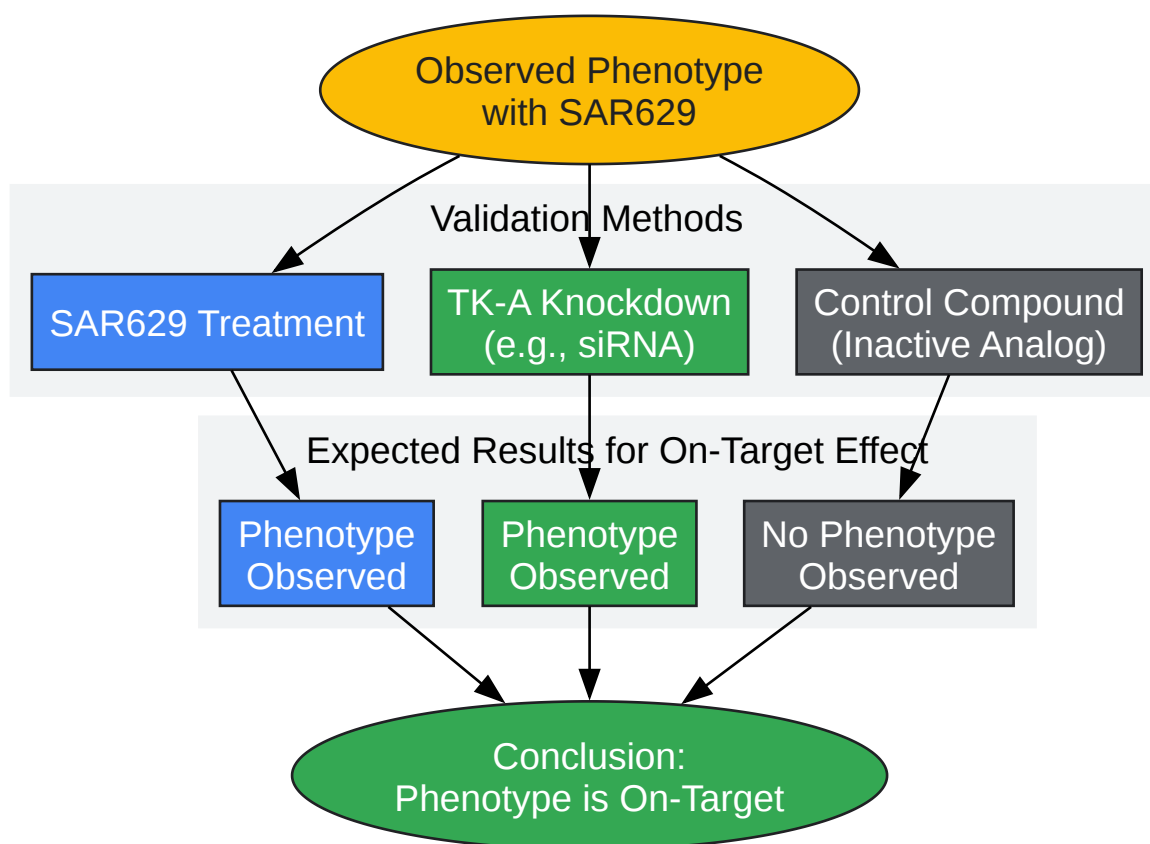 Observed Phenotype
with SAR629
Validation Methods
SAR629 Treatment
TK-A Knockdown
(e.g., siRNA)
Control Compound
(Inactive Analog)
Expected Results for On-Target Effect
Phenotype
Observed
Phenotype
Observed
No Phenotype
Observed
Conclusion:
Phenotype is On-Target